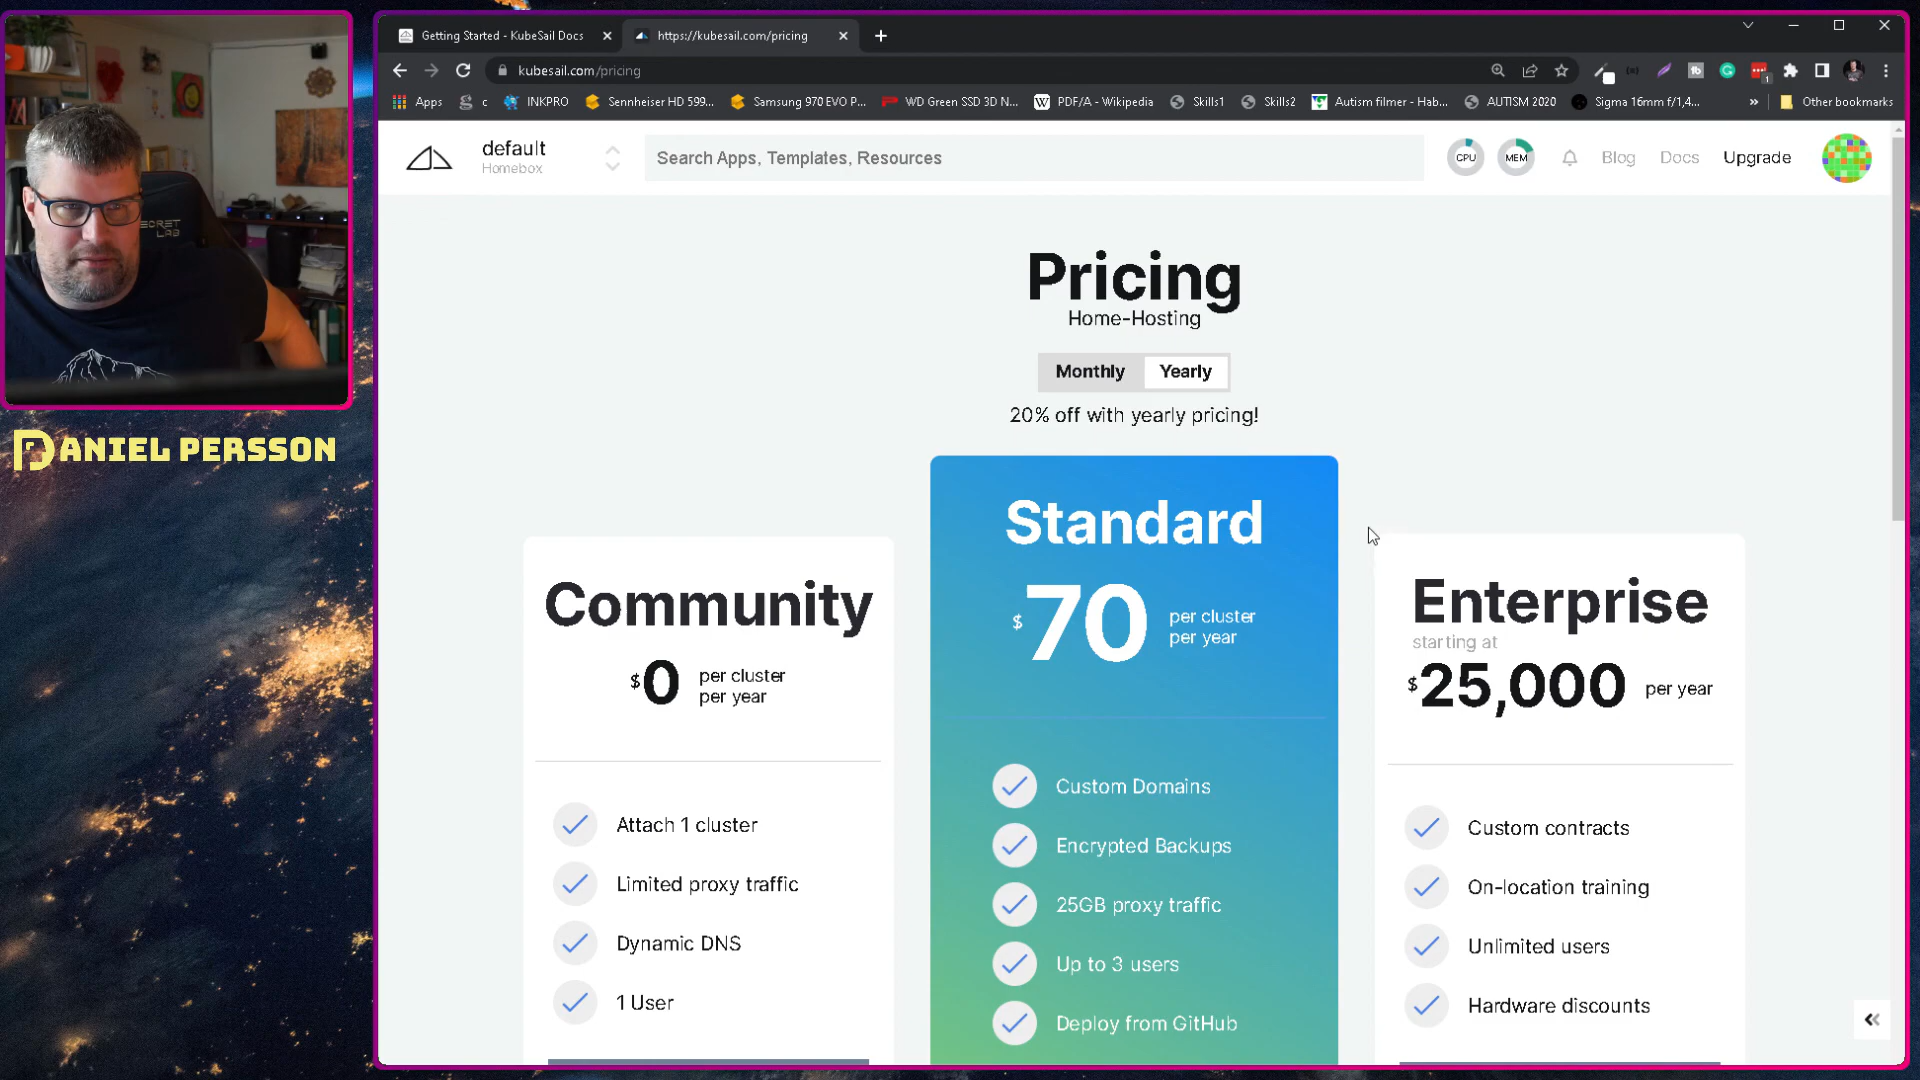 Getting Started - KubeSail Docs
https://kubesail.com/pricing
kubesail.com/pricing
Apps
c
INKPRO
Sennheiser HD 599...
Samsung 970 EVO P...
WD Green SSD 3D N...
PDF/A - Wikipedia
Skills1
Skills2
Autism filmer - Hab...
AUTISM 2020
Sigma 16mm f/1,4...
»
Other bookmarks
default
Homebox
Search Apps, Templates, Resources
CPU
MEM
Blog
Docs
Upgrade
SECRET
LAB
DANIEL PERSSON
Pricing
Home-Hosting
Monthly
Yearly
20% off with yearly pricing!
Community
$0 per cluster
per year
Attach 1 cluster
Limited proxy traffic
Dynamic DNS
1 User
Standard
$70 per cluster
per year
Custom Domains
Encrypted Backups
25GB proxy traffic
Up to 3 users
Deploy from GitHub
Enterprise
starting at
$25,000 per year
Custom contracts
On-location training
Unlimited users
Hardware discounts